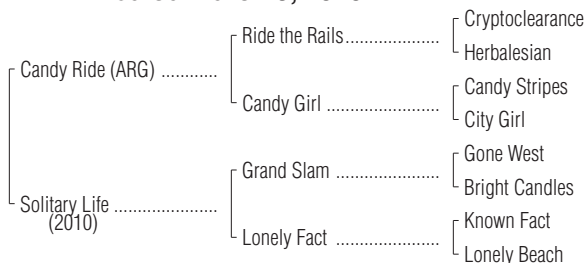 Cryptoclearance
Ride the Rails
Herbalesian
Candy Ride (ARG)
Candy Stripes
Candy Girl
City Girl
Gone West
Grand Slam
Bright Candles
Solitary Life
(2010)
Known Fact
Lonely Fact
Lonely Beach